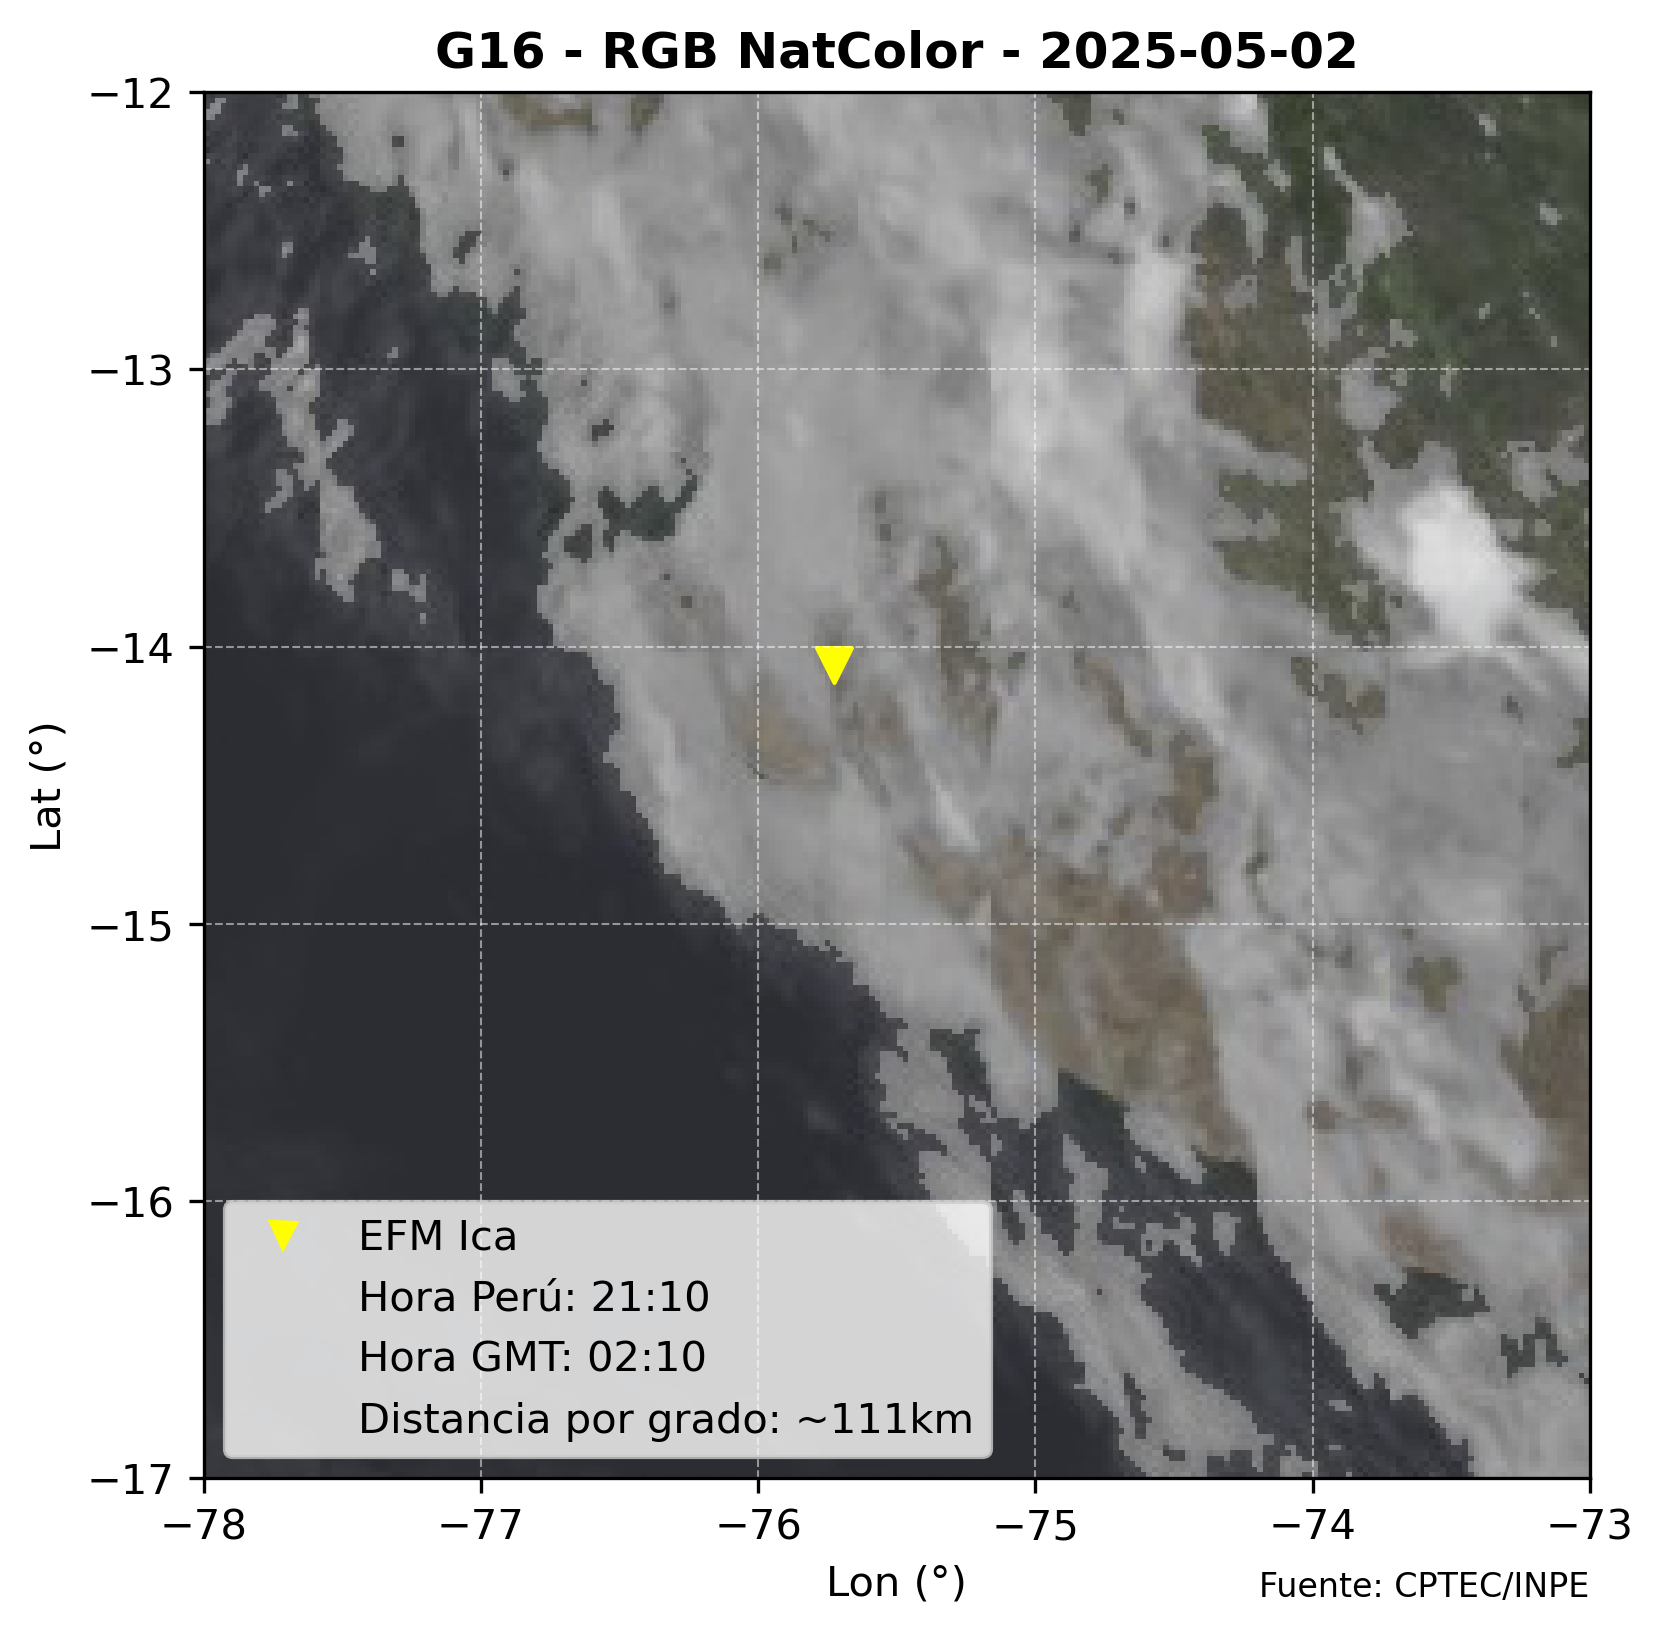 G16 - RGB NatColor - 2025-05-02
−12
−13
−14
−15
−16
−17
Lat (°)
EFM Ica
Hora Perú: 21:10
Hora GMT: 02:10
Distancia por grado: ~111km
−78 −77 −76 −75 −74 −73
Lon (°)
Fuente: CPTEC/INPE